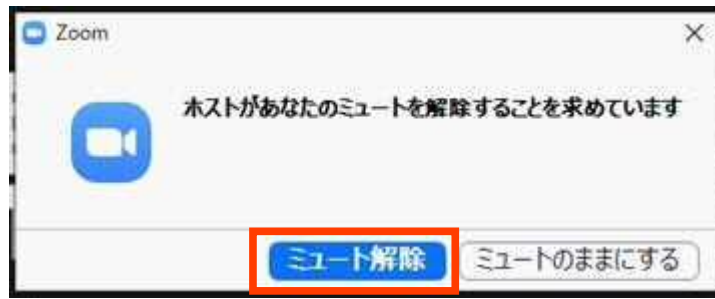 Zoom
ホストがあなたのミュートを解除することを求めています
ミュート解除
ミュートのままにする